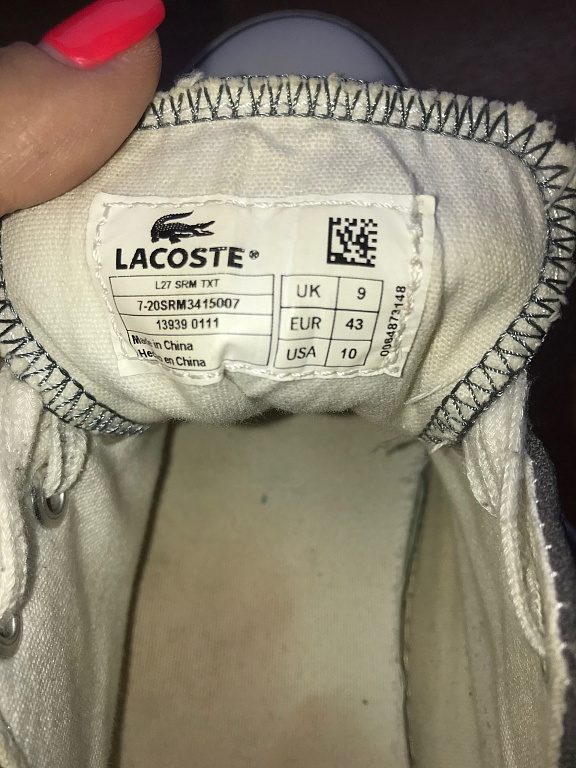 LACOSTE®
L27 SRM TXT
7-20SRM3415007
13939 0111
Made in China
Hecho en China
UK 9
EUR 43
USA 10
0084873148